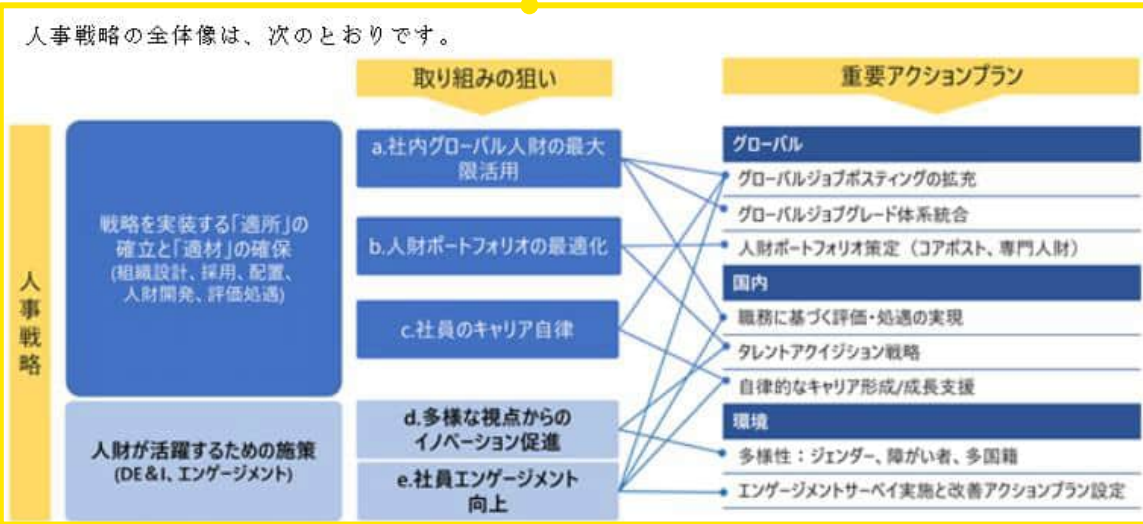 人事戦略の全体像は、次のとおりです。
取り組みの狙い
重要アクションプラン
人事戦略
戦略を実装する「適所」の
確立と「適材」の確保
(組織設計、採用、配置、
人財開発、評価処遇)
人財が活躍するための施策
(DE&I、エンゲージメント)
a.社内グローバル人財の最大
限活用
b.人財ポートフォリオの最適化
c.社員のキャリア自律
d.多様な視点からの
イノベーション促進
e.社員エンゲージメント
向上
グローバル
グローバルジョブポスティングの拡充
グローバルジョブグレード体系統合
人財ポートフォリオ策定（コアポスト、専門人財）
国内
職務に基づく評価・処遇の実現
タレントアクイジション戦略
自律的なキャリア形成/成長支援
環境
多様性：ジェンダー、障がい者、多国籍
エンゲージメントサーベイ実施と改善アクションプラン設定